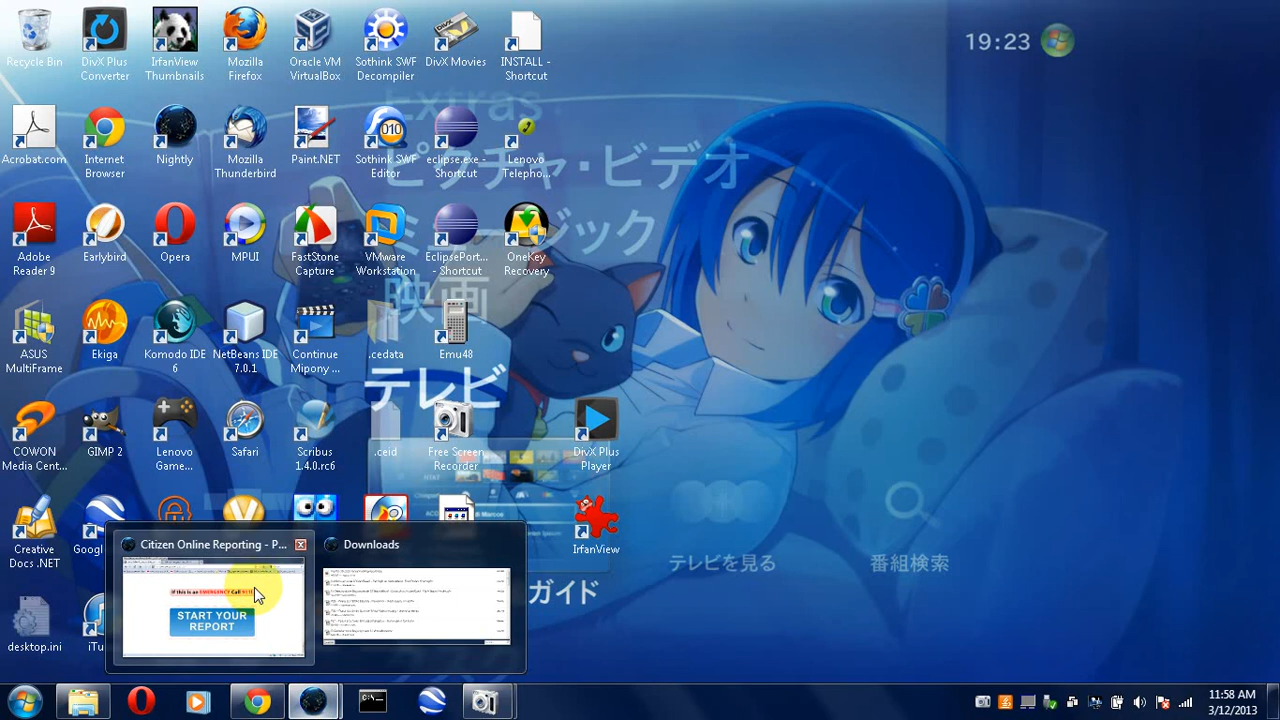 19:23
Recycle Bin
DivX Plus
Converter
IrfanView
Thumbnails
Mozilla
Firefox
Oracle VM
VirtualBox
Sothink SWF
Decompiler
DivX Movies
INSTALL -
Shortcut
Extras
Acrobat.com
Internet
Browser
Nightly
Mozilla
Thunderbird
Paint.NET
010
Sothink SWF
Editor
eclipse.exe -
Shortcut
Lenovo
Telepho...
ピクチャ・ビデオ
ミュージック
Adobe
Reader 9
Earlybird
Opera
MPUI
FastStone
Capture
VMware
Workstation
EclipsePort...
- Shortcut
OneKey
Recovery
映画
ASUS
MultiFrame
Ekiga
Komodo IDE
6
NetBeans IDE
7.0.1
Continue
Mipony ...
.cedata
Emu48
テレビ
COWON
Media Cent...
GIMP 2
Lenovo
Game...
Safari
Scribus
1.4.0.rc6
.ceid
Free Screen
Recorder
DivX Plus
Player
Creative
Docs.NET
IrfanView
desktop.ini
Citizen Online Reporting - P...
Downloads
If this is an EMERGENCY Call 911
START YOUR
REPORT
ガイド
テレビを見る
検索
11:58 AM
3/12/2013